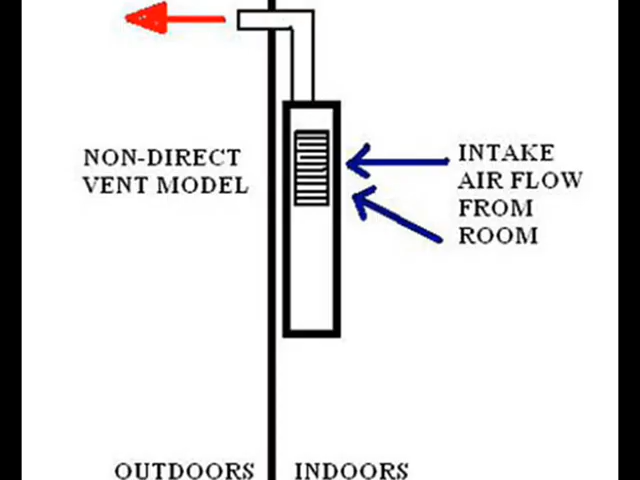 NON-DIRECT
VENT MODEL
INTAKE
AIR FLOW
FROM
ROOM
OUTDOORS
INDOORS